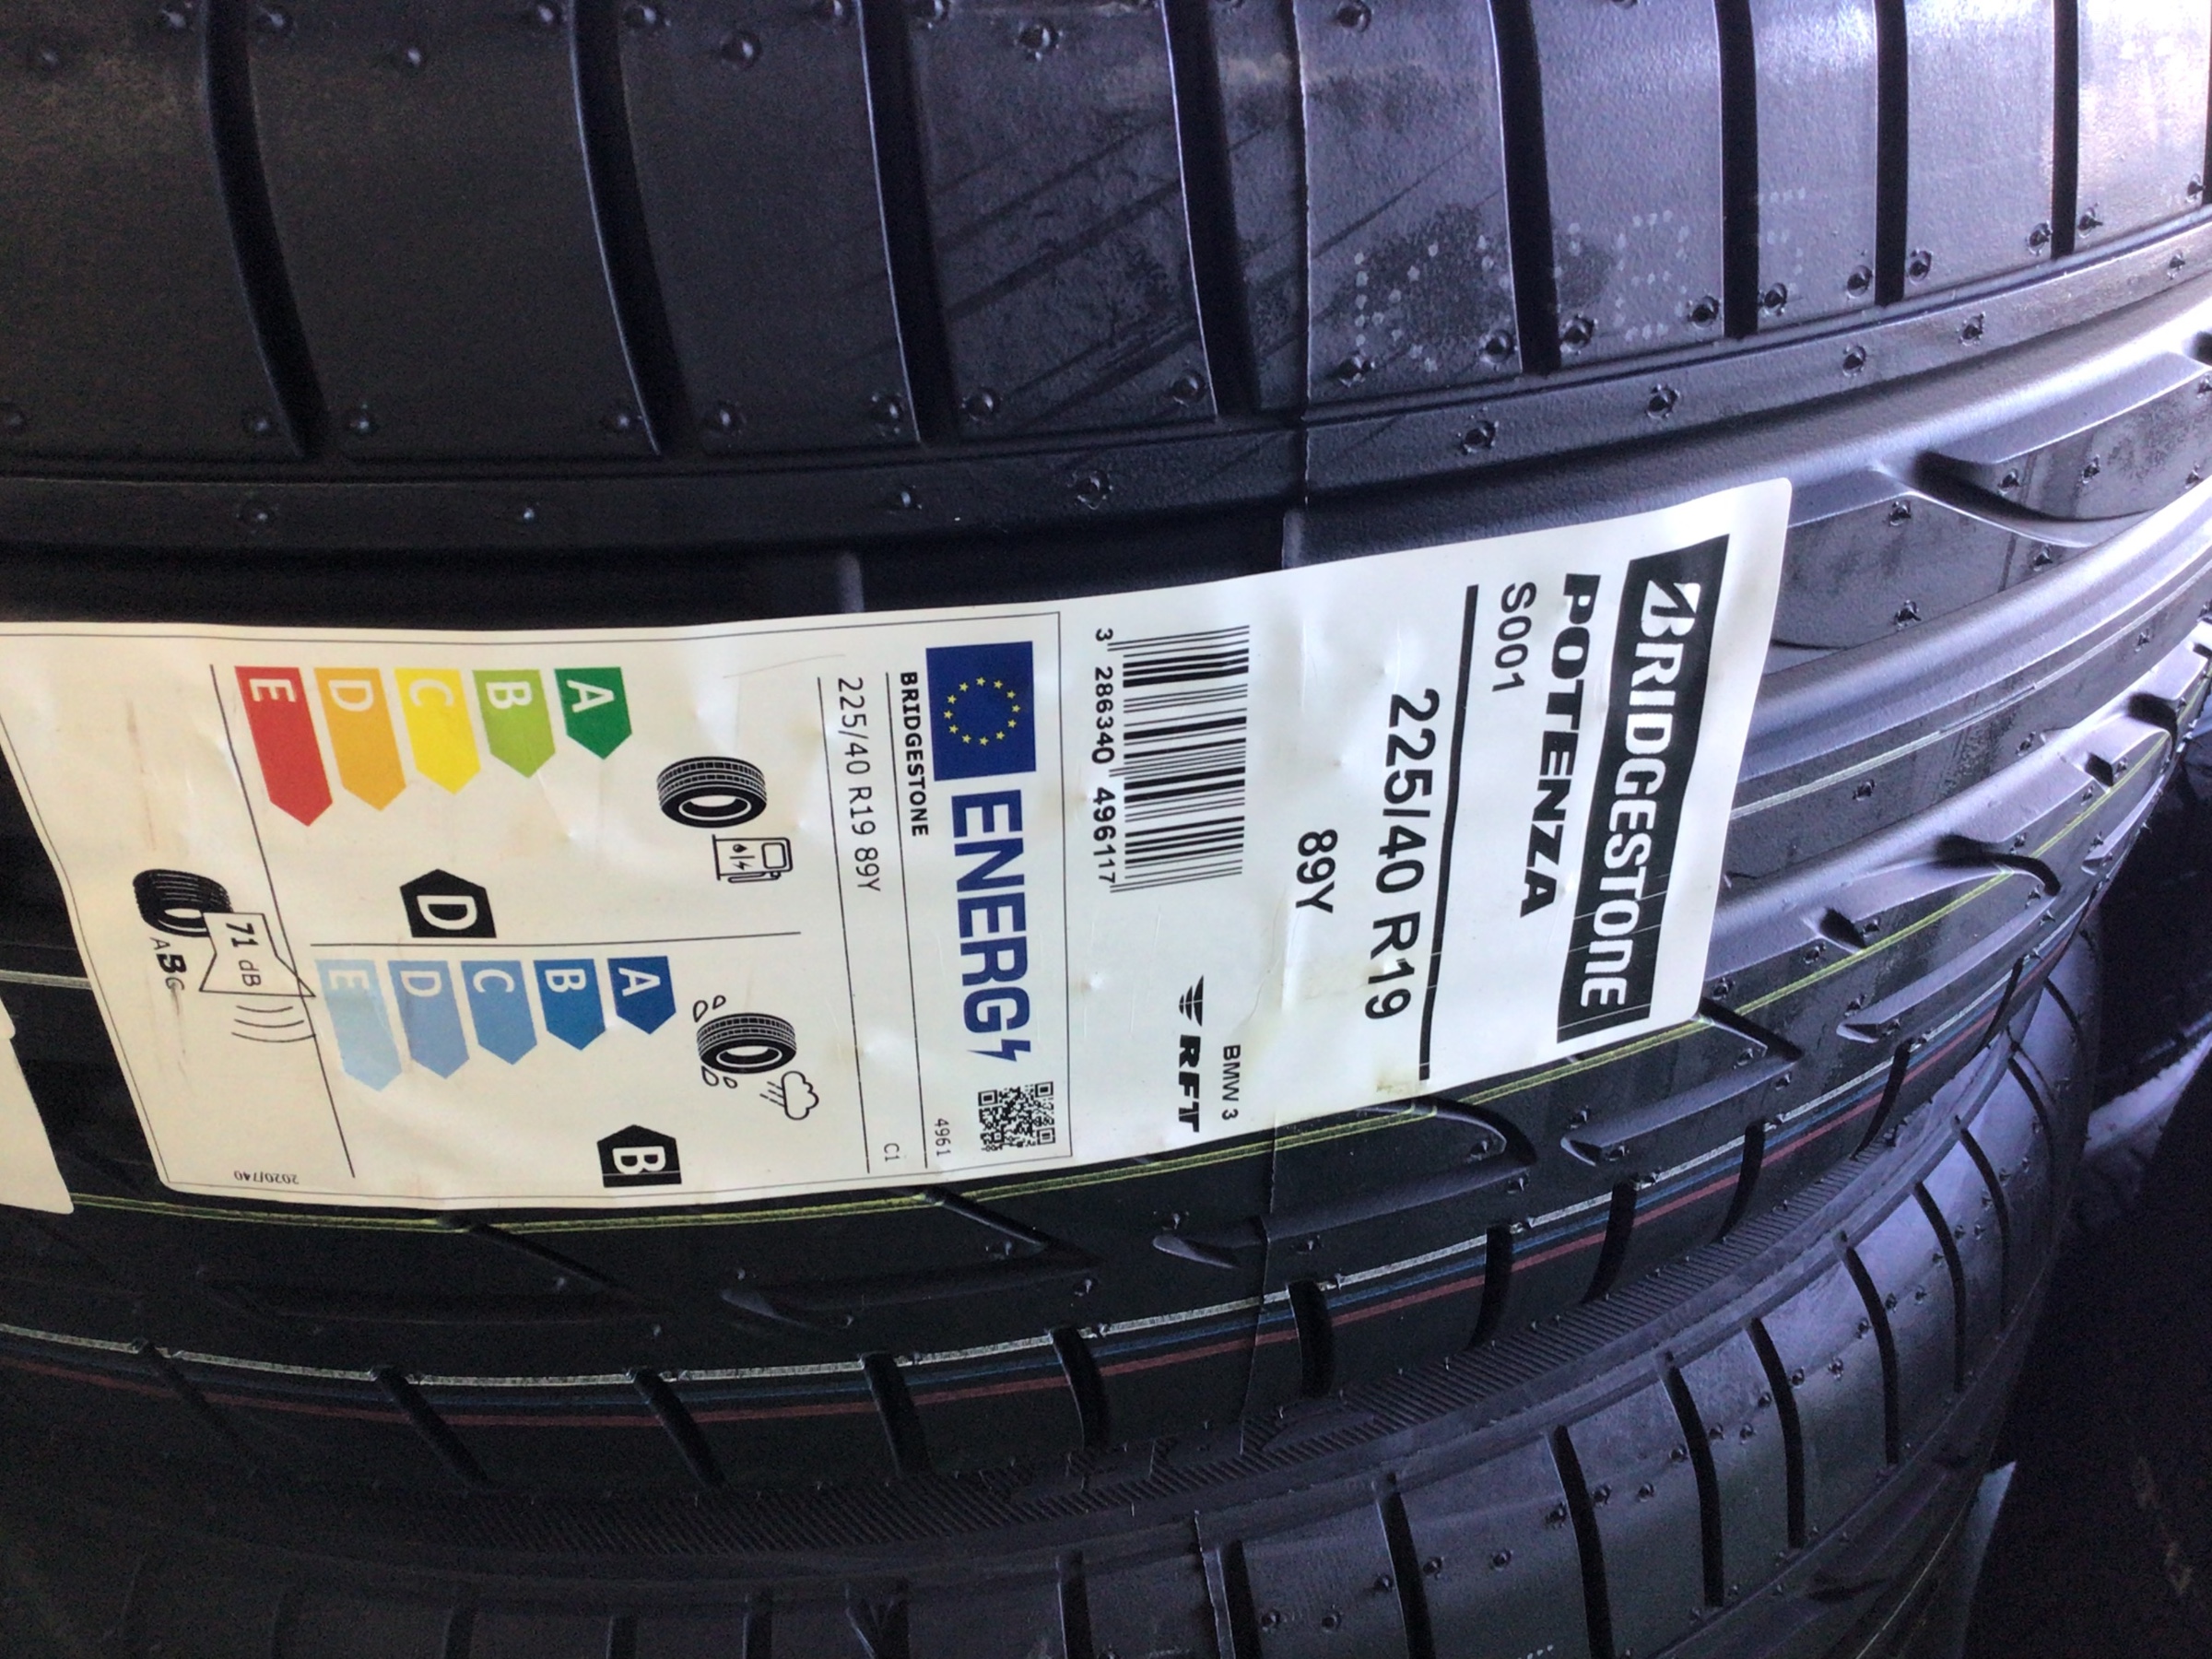 BRIDGESTONE
POTENZA
S001
225/40 R19
89Y
BMW 3
RFT
3 286340 496117
ENERG
BRIDGESTONE
4961
225/40 R19 89Y
C1
A
B
C
D
E
D
A
B
C
D
E
B
71 dB
ABC
2020/740